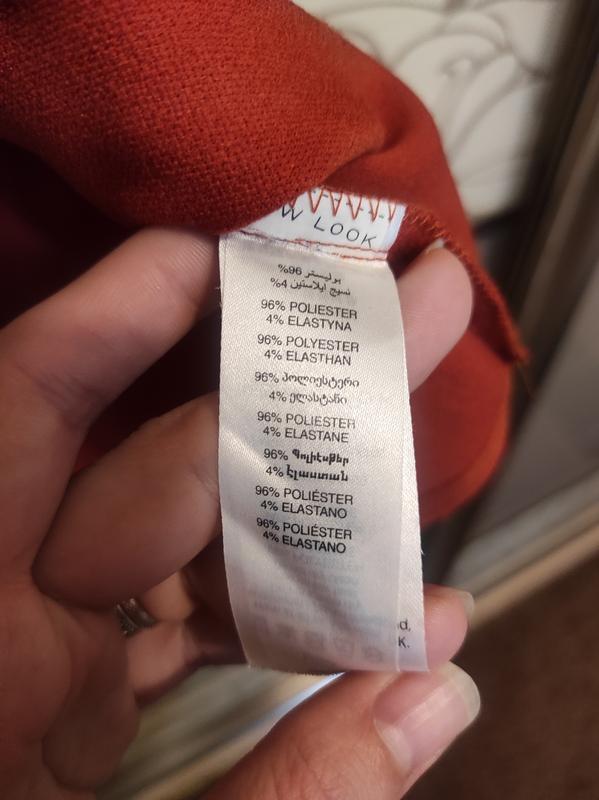 W LOOK
%96 بوليستر
%4 نسيج ايلاستين
96% POLIESTER
4% ELASTYNA
96% POLYESTER
4% ELASTHAN
96% პოლიესტერი
4% ელასტანი
96% POLIESTER
4% ELASTANE
96% Պոլիէսթեր
4% Էլաստան
96% POLIÉSTER
4% ELASTANO
96% POLIÉSTER
4% ELASTANO
d,
K.